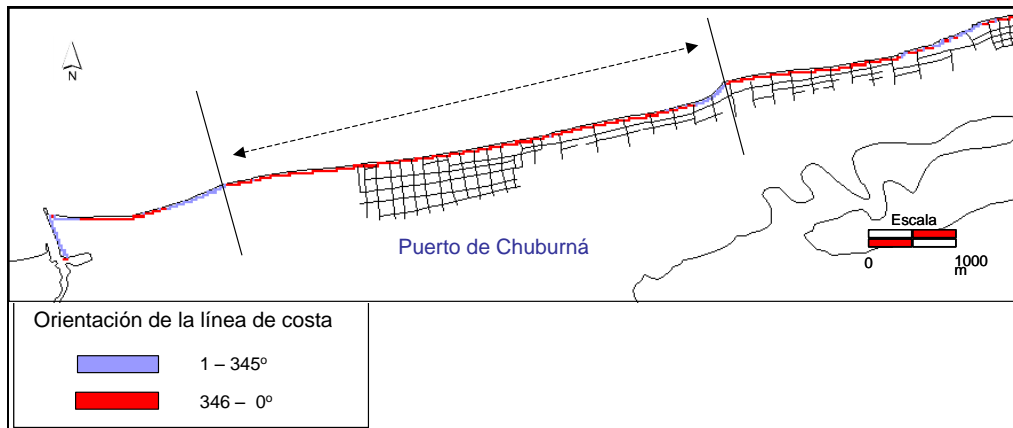 N
Puerto de Chuburná
Escala
0 1000
m
Orientación de la línea de costa
1 – 345º
346 – 0º